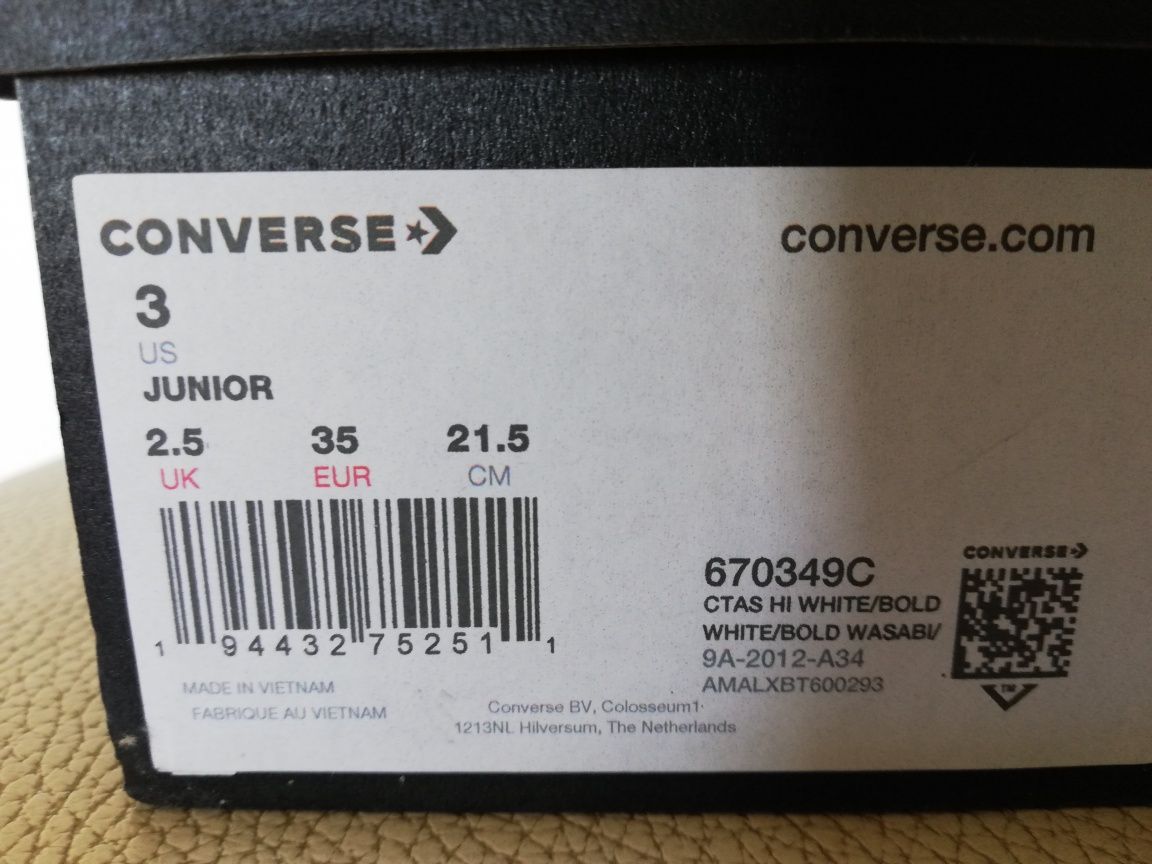 CONVERSE
converse.com
3
US
JUNIOR
2.5 35 21.5
UK EUR CM
1 94432 75251 1
MADE IN VIETNAM
FABRIQUE AU VIETNAM
Converse BV, Colosseum1
1213NL Hilversum, The Netherlands
CONVERSE
670349C
CTAS HI WHITE/BOLD
WHITE/BOLD WASABI/
9A-2012-A34
AMALXBT600293
TM